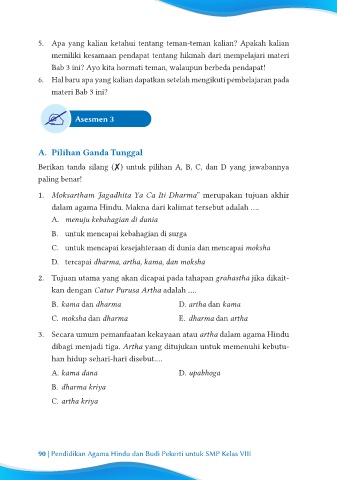 5. Apa yang kalian ketahui tentang teman-teman kalian? Apakah kalian
memiliki kesamaan pendapat tentang hikmah dari mempelajari materi
Bab 3 ini? Ayo kita hormati teman, walaupun berbeda pendapat!
6. Hal baru apa yang kalian dapatkan setelah mengikuti pembelajaran pada
materi Bab 3 ini?
Asesmen 3
A. Pilihan Ganda Tunggal
Berikan tanda silang (✗) untuk pilihan A, B, C, dan D yang jawabannya
paling benar!
1. Moksartham Jagadhita Ya Ca Iti Dharma" merupakan tujuan akhir
dalam agama Hindu. Makna dari kalimat tersebut adalah ....
A. menuju kebahagian di dunia
B. untuk mencapai kebahagian di surga
C. untuk mencapai kesejahteraan di dunia dan mencapai moksha
D. tercapai dharma, artha, kama, dan moksha
2. Tujuan utama yang akan dicapai pada tahapan grahastha jika dikait-
kan dengan Catur Purusa Artha adalah ....
B. kama dan dharma D. artha dan kama
C. moksha dan dharma E. dharma dan artha
3. Secara umum pemanfaatan kekayaan atau artha dalam agama Hindu
dibagi menjadi tiga. Artha yang ditujukan untuk memenuhi kebutu-
han hidup sehari-hari disebut....
A. kama dana D. upabhoga
B. dharma kriya
C. artha kriya
90 | Pendidikan Agama Hindu dan Budi Pekerti untuk SMP Kelas VIII